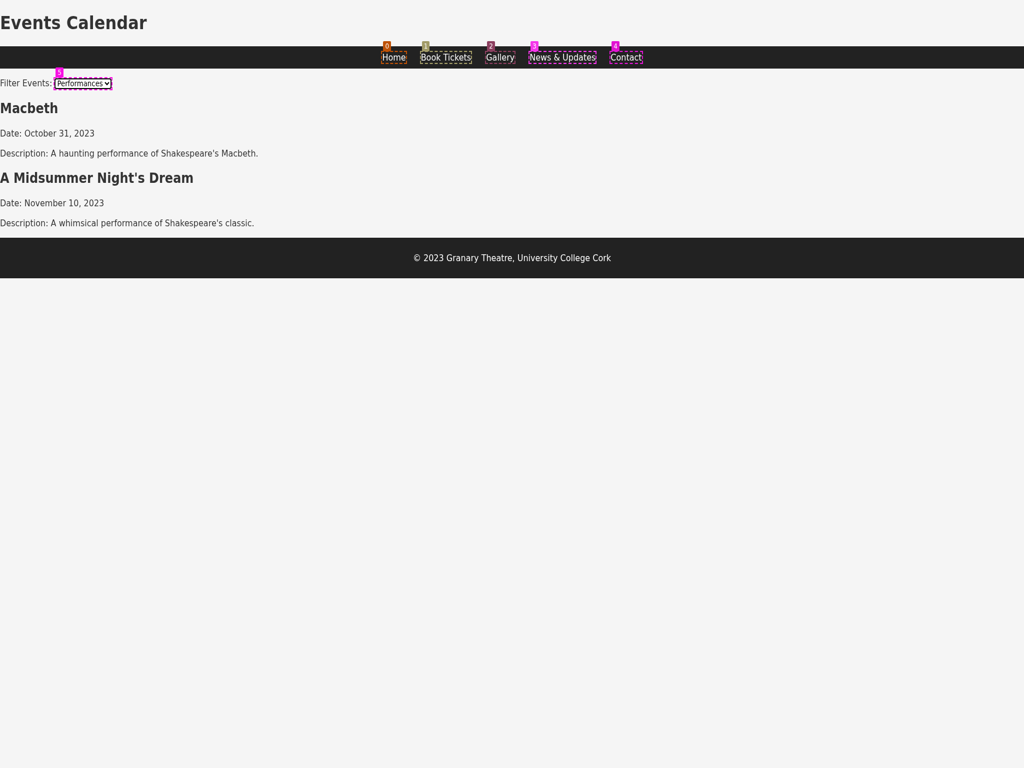 Events Calendar
0 1 2 3 4
Home Book Tickets Gallery News & Updates Contact
5
Filter Events: Performances
Macbeth
Date: October 31, 2023
Description: A haunting performance of Shakespeare's Macbeth.
A Midsummer Night's Dream
Date: November 10, 2023
Description: A whimsical performance of Shakespeare's classic.
© 2023 Granary Theatre, University College Cork